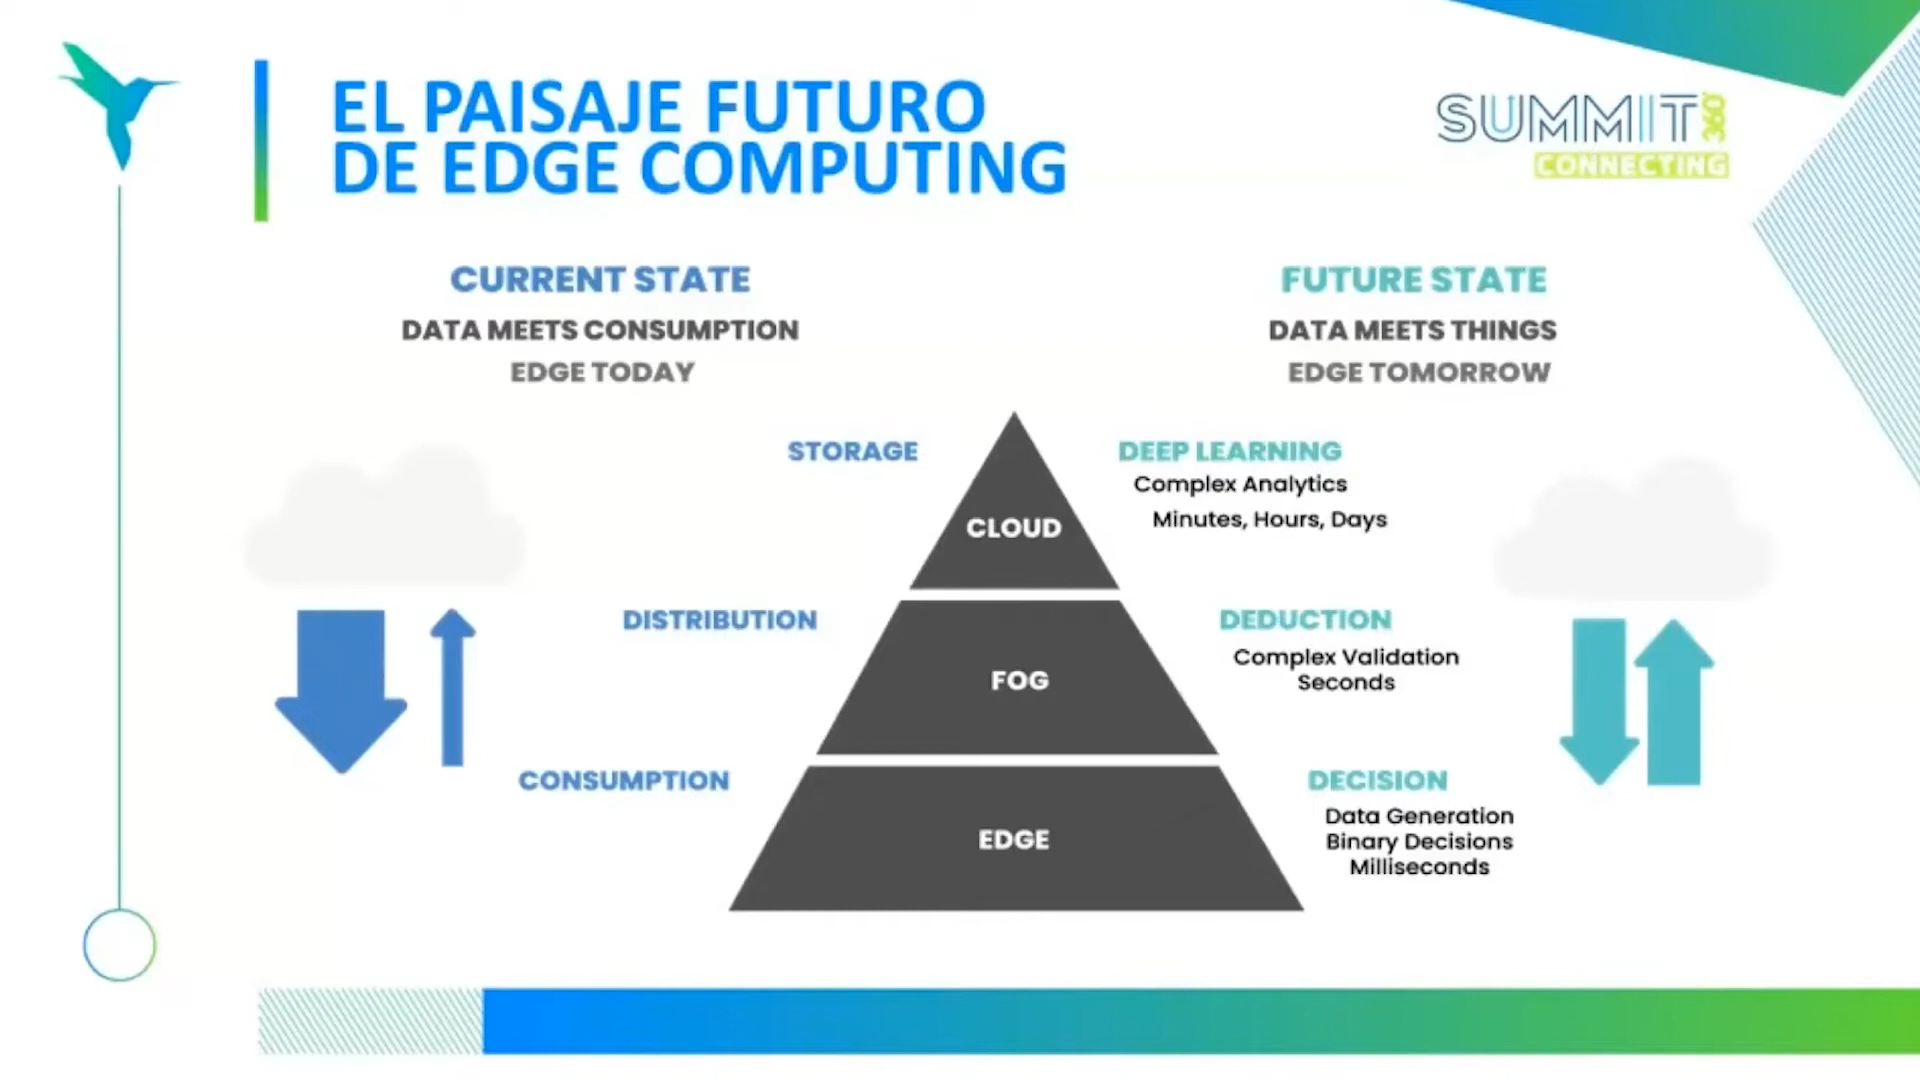 EL PAISAJE FUTURO
DE EDGE COMPUTING
SUMMIT 360°
CONNECTING
CURRENT STATE
DATA MEETS CONSUMPTION
EDGE TODAY
FUTURE STATE
DATA MEETS THINGS
EDGE TOMORROW
STORAGE
CLOUD
DEEP LEARNING
Complex Analytics
Minutes, Hours, Days
DISTRIBUTION
FOG
DEDUCTION
Complex Validation
Seconds
CONSUMPTION
EDGE
DECISION
Data Generation
Binary Decisions
Milliseconds